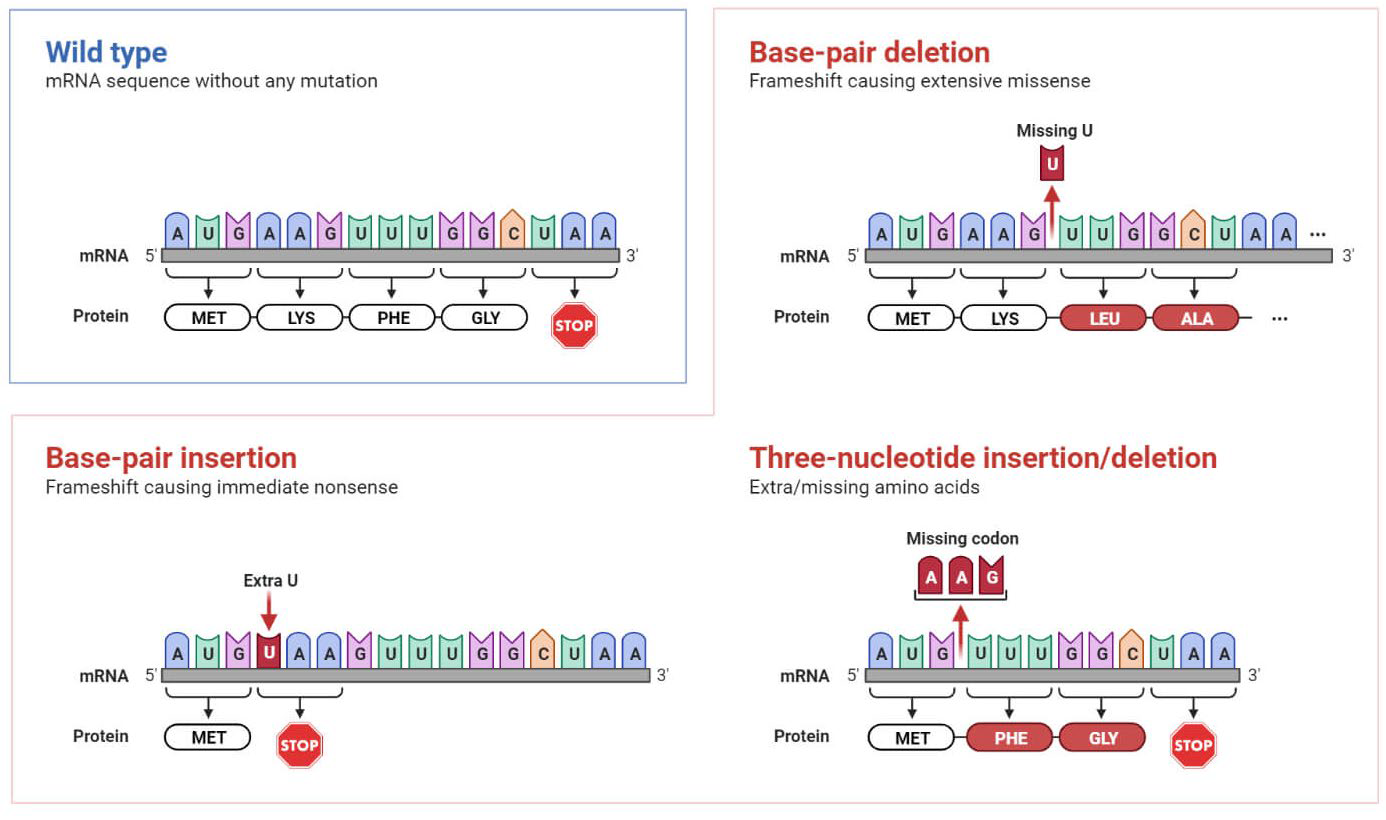 Wild type
mRNA sequence without any mutation
mRNA 5' A U G A A G U U U G G C U A A 3'
Protein MET LYS PHE GLY STOP
Base-pair deletion
Frameshift causing extensive missense
Missing U
U
mRNA 5' A U G A A G U U G G C U A A ... 3'
Protein MET LYS LEU ALA ...
Base-pair insertion
Frameshift causing immediate nonsense
Extra U
mRNA 5' A U G U A A G U U U G G C U A A 3'
Protein MET STOP
Three-nucleotide insertion/deletion
Extra/missing amino acids
Missing codon
A A G
mRNA 5' A U G U U U G G C U A A 3'
Protein MET PHE GLY STOP